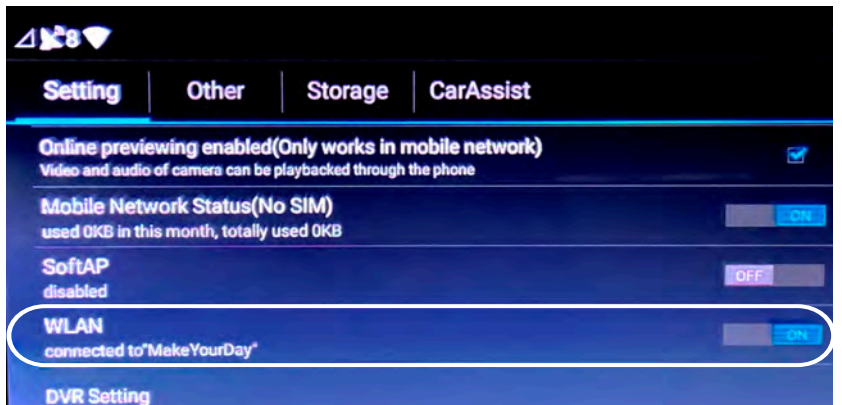 8
Setting Other Storage CarAssist
Online previewing enabled(Only works in mobile network)
Video and audio of camera can be playbacked through the phone
Mobile Network Status(No SIM)
used 0KB in this month, totally used 0KB
ON
SoftAP
disabled
OFF
WLAN
connected to"MakeYourDay"
ON
DVR Setting